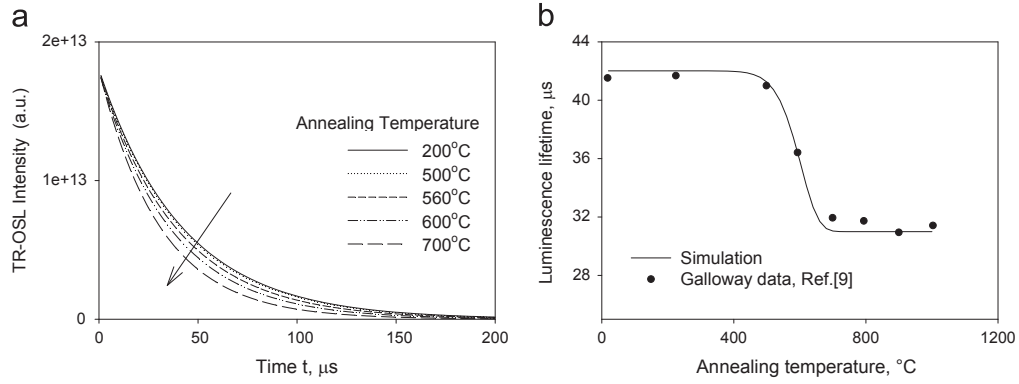 a
2e+13
1e+13
0
TR-OSL Intensity (a.u.)
0
50
100
150
200
Time t, μs
Annealing Temperature
200°C
500°C
560°C
600°C
700°C
b
44
40
36
32
28
Luminescence lifetime, μs
0
400
800
1200
Annealing temperature, °C
Simulation
Galloway data, Ref.[9]